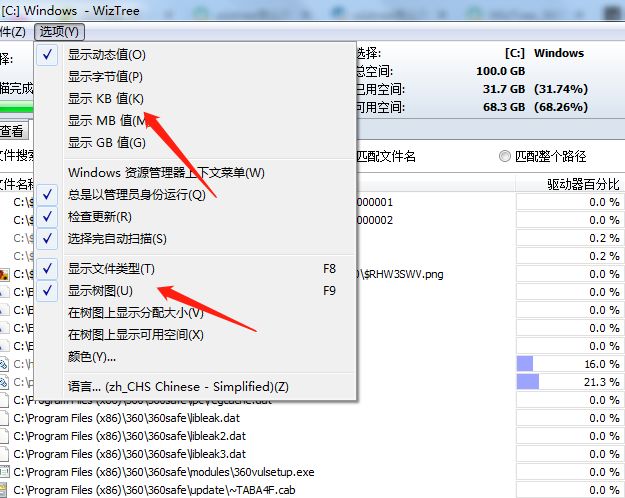 [C:] Windows - WizTree
件(Z) 选项(Y)
显示动态值(O)
显示字节值(P)
显示 KB 值(K)
显示 MB 值(M
显示 GB 值(G)
Windows 资源管理器上下文菜单(W)
总是以管理员身份运行(Q)
检查更新(R)
选择完自动扫描(S)
显示文件类型(T) F8
显示树图(U) F9
在树图上显示分配大小(V)
在树图上显示可用空间(X)
颜色(Y)...
语言... (zh_CHS Chinese - Simplified)(Z)
择:
描完成
查看
文件搜索
文件名称
选择: [C:] Windows
总空间: 100.0 GB
已用空间: 31.7 GB (31.74%)
可用空间: 68.3 GB (68.26%)
匹配文件名 匹配整个路径
驱动器百分比
C:\$ 000001 0.0 %
C:\$ 000002 0.0 %
C:\$ 0.2 %
C:\$ 0.2 %
C:\$ \$RHW3SWV.png 0.0 %
C:\ 0.0 %
C:\ 0.0 %
C:\ 0.0 %
C:\ 0.0 %
C:\h 16.0 %
C:\p 21.3 %
C:\Program Files (x86)\360\360safe\ipc\egcache.dat 0.0 %
C:\Program Files (x86)\360\360safe\libleak.dat 0.0 %
C:\Program Files (x86)\360\360safe\libleak2.dat 0.0 %
C:\Program Files (x86)\360\360safe\libleak3.dat 0.0 %
C:\Program Files (x86)\360\360safe\modules\360vulsetup.exe 0.0 %
C:\Program Files (x86)\360\360safe\update\~TABA4F.cab 0.0 %